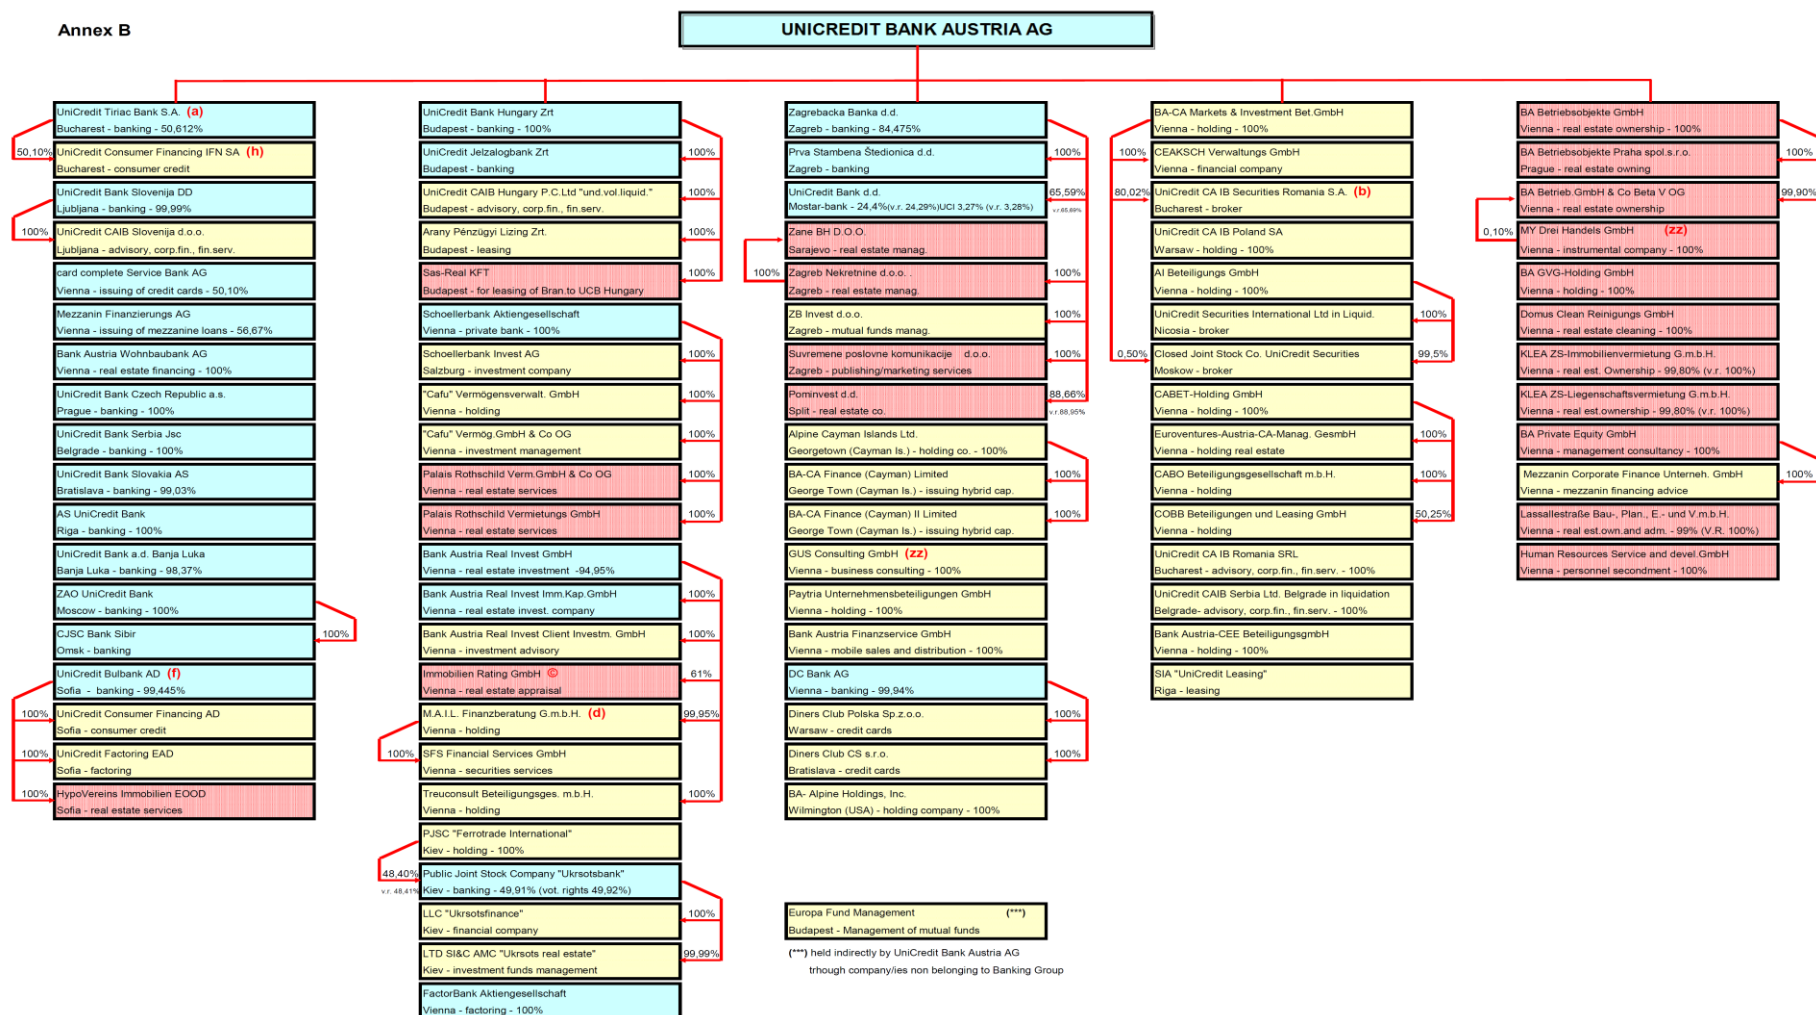 Annex B
UNICREDIT BANK AUSTRIA AG
UniCredit Tiriac Bank S.A. (a)
Bucharest - banking - 50,612%
50,10%
UniCredit Consumer Financing IFN SA (h)
Bucharest - consumer credit
UniCredit Bank Slovenija DD
Ljubljana - banking - 99,99%
100%
UniCredit CAIB Slovenija d.o.o.
Ljubljana - advisory, corp.fin., fin.serv.
card complete Service Bank AG
Vienna - issuing of credit cards - 50,10%
Mezzanin Finanzierungs AG
Vienna - issuing of mezzanine loans - 56,67%
Bank Austria Wohnbaubank AG
Vienna - real estate financing - 100%
UniCredit Bank Czech Republic a.s.
Prague - banking - 100%
UniCredit Bank Serbia Jsc
Belgrade - banking - 100%
UniCredit Bank Slovakia AS
Bratislava - banking - 99,03%
AS UniCredit Bank
Riga - banking - 100%
UniCredit Bank a.d. Banja Luka
Banja Luka - banking - 98,37%
ZAO UniCredit Bank
Moscow - banking - 100%
CJSC Bank Sibir
100%
Omsk - banking
UniCredit Bulbank AD (f)
Sofia - banking - 99,445%
100%
UniCredit Consumer Financing AD
Sofia - consumer credit
100%
UniCredit Factoring EAD
Sofia - factoring
100%
HypoVereins Immobilien EOOD
Sofia - real estate services
UniCredit Bank Hungary Zrt
Budapest - banking - 100%
UniCredit Jelzalogbank Zrt
100%
Budapest - banking
UniCredit CAIB Hungary P.C.Ltd "und.vol.liquid."
100%
Budapest - advisory, corp.fin., fin.serv.
Arany Pénzügyi Lizing Zrt.
100%
Budapest - leasing
Sas-Real KFT
100%
Budapest - for leasing of Bran.to UCB Hungary
Schoellerbank Aktiengesellschaft
Vienna - private bank - 100%
Schoellerbank Invest AG
100%
Salzburg - investment company
"Cafu" Vermögensverwalt. GmbH
100%
Vienna - holding
"Cafu" Vermög.GmbH & Co OG
100%
Vienna - investment management
Palais Rothschild Verm.GmbH & Co OG
100%
Vienna - real estate services
Palais Rothschild Vermietungs GmbH
100%
Vienna - real estate services
Bank Austria Real Invest GmbH
Vienna - real estate investment -94,95%
Bank Austria Real Invest Imm.Kap.GmbH
100%
Vienna - real estate invest. company
Bank Austria Real Invest Client Investm. GmbH
100%
Vienna - investment advisory
Immobilien Rating GmbH ©
61%
Vienna - real estate appraisal
M.A.I.L. Finanzberatung G.m.b.H. (d)
99,95%
Vienna - holding
100%
SFS Financial Services GmbH
Vienna - securities services
Treuconsult Beteiligungsges. m.b.H.
100%
Vienna - holding
PJSC "Ferrotrade International"
Kiev - holding - 100%
48,40%
v.r. 48,41%
Public Joint Stock Company "Ukrsotsbank"
Kiev - banking - 49,91% (vot. rights 49,92%)
LLC "Ukrsotsfinance"
100%
Kiev - financial company
LTD SI&C AMC "Ukrsots real estate"
99,99%
Kiev - investment funds management
FactorBank Aktiengesellschaft
Vienna - factoring - 100%
Zagrebacka Banka d.d.
Zagreb - banking - 84,475%
Prva Stambena Štedionica d.d.
100%
Zagreb - banking
UniCredit Bank d.d.
65,59%
Mostar-bank - 24,4%(v.r. 24,29%)UCI 3,27% (v.r. 3,28%)
v.r.65,69%
Zane BH D.O.O.
Sarajevo - real estate manag.
100%
Zagreb Nekretnine d.o.o. .
100%
Zagreb - real estate manag.
ZB Invest d.o.o.
100%
Zagreb - mutual funds manag.
Suvremene poslovne komunikacije d.o.o.
100%
Zagreb - publishing/marketing services
Pominvest d.d.
88,66%
Split - real estate co.
v.r.88,95%
Alpine Cayman Islands Ltd.
Georgetown (Cayman Is.) - holding co. - 100%
BA-CA Finance (Cayman) Limited
100%
George Town (Cayman Is.) - issuing hybrid cap.
BA-CA Finance (Cayman) II Limited
100%
George Town (Cayman Is.) - issuing hybrid cap.
GUS Consulting GmbH (zz)
Vienna - business consulting - 100%
Paytria Unternehmensbeteiligungen GmbH
Vienna - holding - 100%
Bank Austria Finanzservice GmbH
Vienna - mobile sales and distribution - 100%
DC Bank AG
Vienna - banking - 99,94%
Diners Club Polska Sp.z.o.o.
100%
Warsaw - credit cards
Diners Club CS s.r.o.
100%
Bratislava - credit cards
BA- Alpine Holdings, Inc.
Wilmington (USA) - holding company - 100%
Europa Fund Management (***)
Budapest - Management of mutual funds
(***) held indirectly by UniCredit Bank Austria AG
trhough company/ies non belonging to Banking Group
BA-CA Markets & Investment Bet.GmbH
Vienna - holding - 100%
100%
CEAKSCH Verwaltungs GmbH
Vienna - financial company
80,02%
UniCredit CA IB Securities Romania S.A. (b)
Bucharest - broker
UniCredit CA IB Poland SA
Warsaw - holding - 100%
AI Beteiligungs GmbH
Vienna - holding - 100%
UniCredit Securities International Ltd in Liquid.
100%
Nicosia - broker
0,50%
Closed Joint Stock Co. UniCredit Securities
99,5%
Moskow - broker
CABET-Holding GmbH
Vienna - holding - 100%
Euroventures-Austria-CA-Manag. GesmbH
100%
Vienna - holding real estate
CABO Beteiligungsgesellschaft m.b.H.
100%
Vienna - holding
COBB Beteiligungen und Leasing GmbH
50,25%
Vienna - holding
UniCredit CA IB Romania SRL
Bucharest - advisory, corp.fin., fin.serv. - 100%
UniCredit CAIB Serbia Ltd. Belgrade in liquidation
Belgrade- advisory, corp.fin., fin.serv. - 100%
Bank Austria-CEE BeteiligungsgmbH
Vienna - holding - 100%
SIA "UniCredit Leasing"
Riga - leasing
BA Betriebsobjekte GmbH
Vienna - real estate ownership - 100%
BA Betriebsobjekte Praha spol.s.r.o.
100%
Prague - real estate owning
BA Betrieb.GmbH & Co Beta V OG
99,90%
Vienna - real estate ownership
0,10%
MY Drei Handels GmbH (zz)
Vienna - instrumental company - 100%
BA GVG-Holding GmbH
Vienna - holding - 100%
Domus Clean Reinigungs GmbH
Vienna - real estate cleaning - 100%
KLEA ZS-Immobilienvermietung G.m.b.H.
Vienna - real est. Ownership - 99,80% (v.r. 100%)
KLEA ZS-Liegenschaftsvermietung G.m.b.H.
Vienna - real est.ownership - 99,80% (v.r. 100%)
BA Private Equity GmbH
Vienna - management consultancy - 100%
Mezzanin Corporate Finance Unterneh. GmbH
100%
Vienna - mezzanin financing advice
Lassallestraße Bau-, Plan., E.- und V.m.b.H.
Vienna - real est.own.and adm. - 99% (V.R. 100%)
Human Resources Service and devel.GmbH
Vienna - personnel secondment - 100%